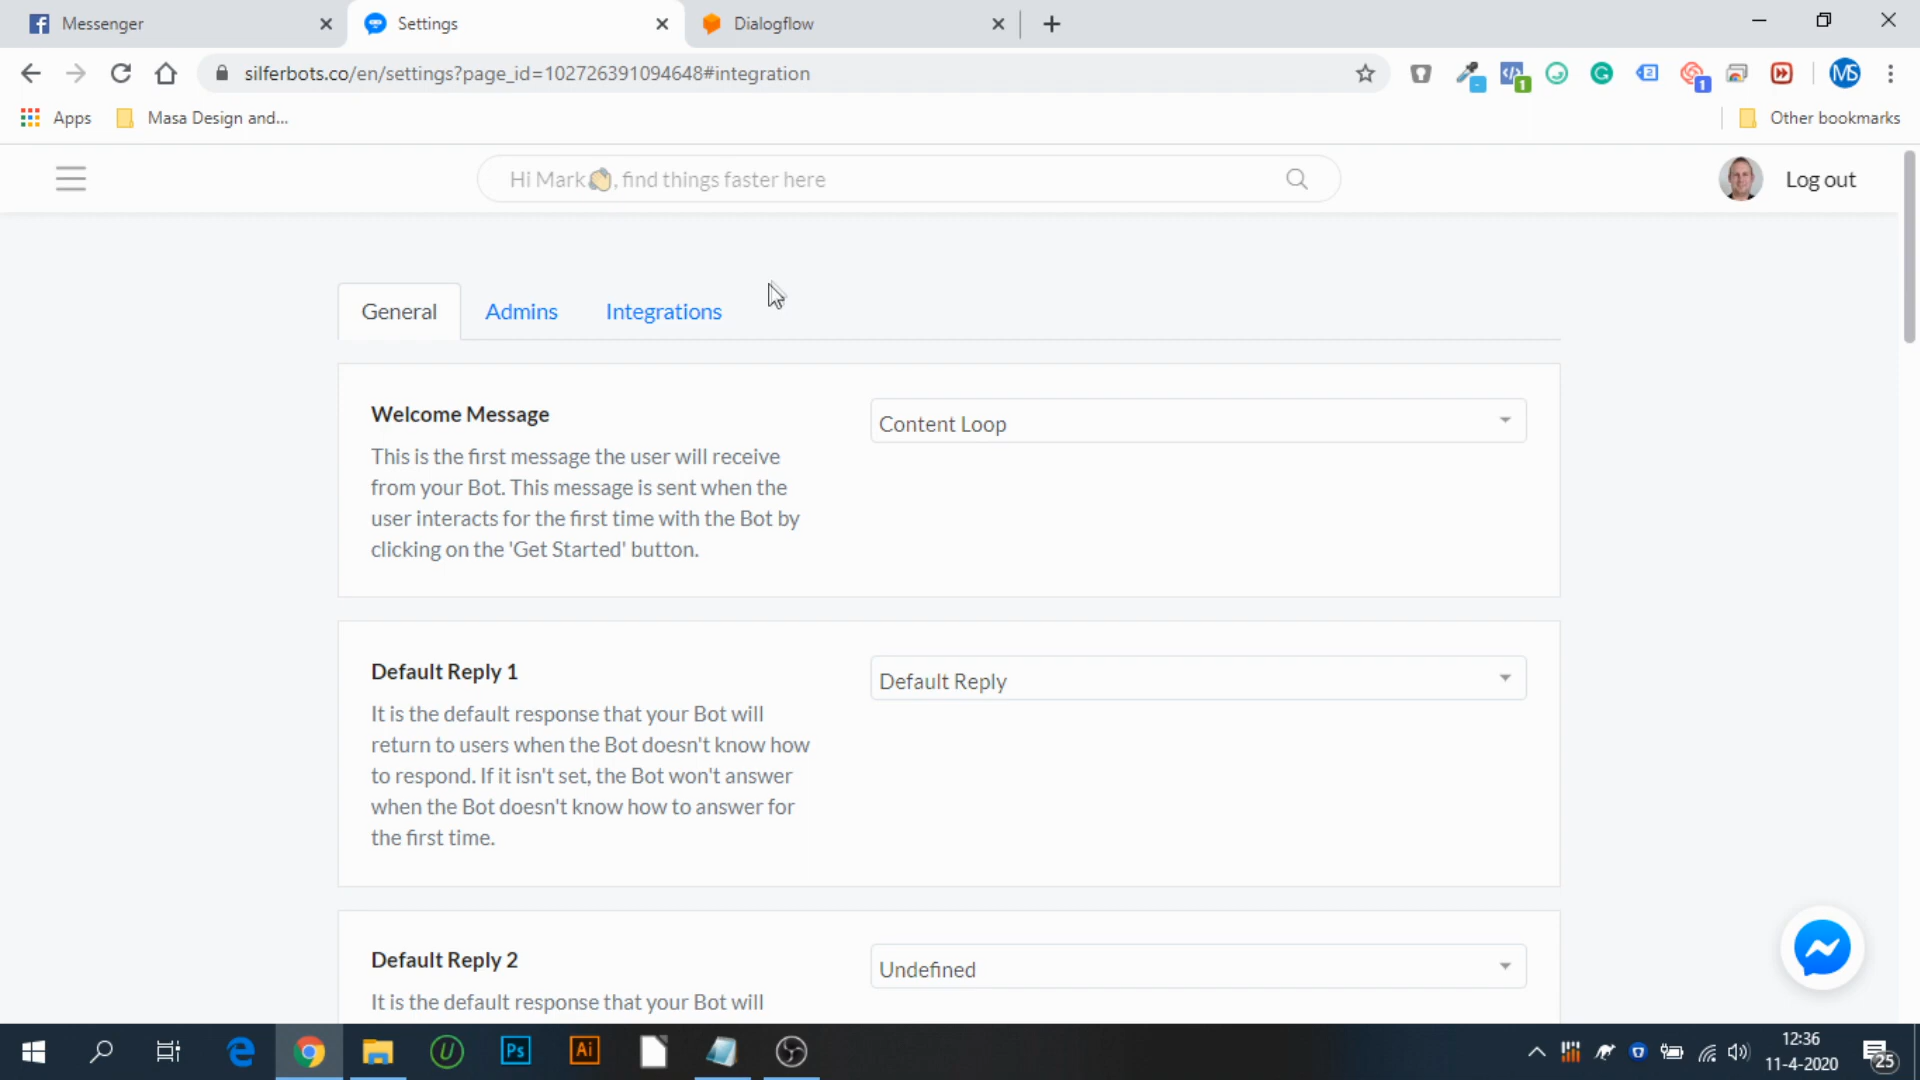 Messenger
Settings
Dialogflow
silferbots.co/en/settings?page_id=102726391094648#integration
Apps
Masa Design and...
Other bookmarks
Hi Mark👏, find things faster here
Log out
General
Admins
Integrations
Welcome Message
This is the first message the user will receive
from your Bot. This message is sent when the
user interacts for the first time with the Bot by
clicking on the 'Get Started' button.
Content Loop
Default Reply 1
It is the default response that your Bot will
return to users when the Bot doesn't know how
to respond. If it isn't set, the Bot won't answer
when the Bot doesn't know how to answer for
the first time.
Default Reply
Default Reply 2
It is the default response that your Bot will
Undefined
12:36
11-4-2020
25
MS
1
2
1
Ps
Ai